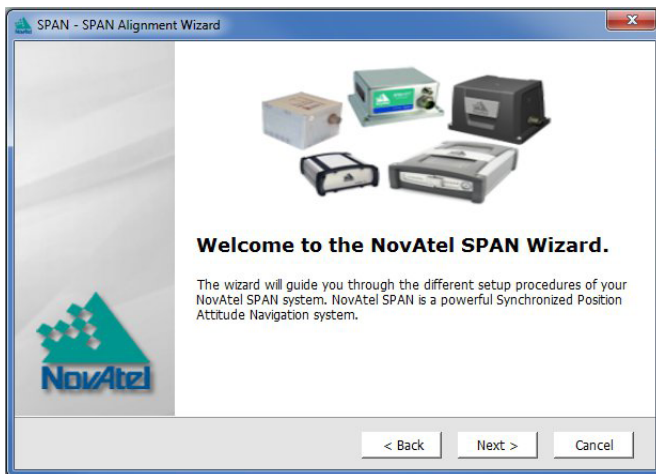 SPAN - SPAN Alignment Wizard
Welcome to the NovAtel SPAN Wizard.
The wizard will guide you through the different setup procedures of your
NovAtel SPAN system. NovAtel SPAN is a powerful Synchronized Position
Attitude Navigation system.
NovAtel
< Back Next > Cancel